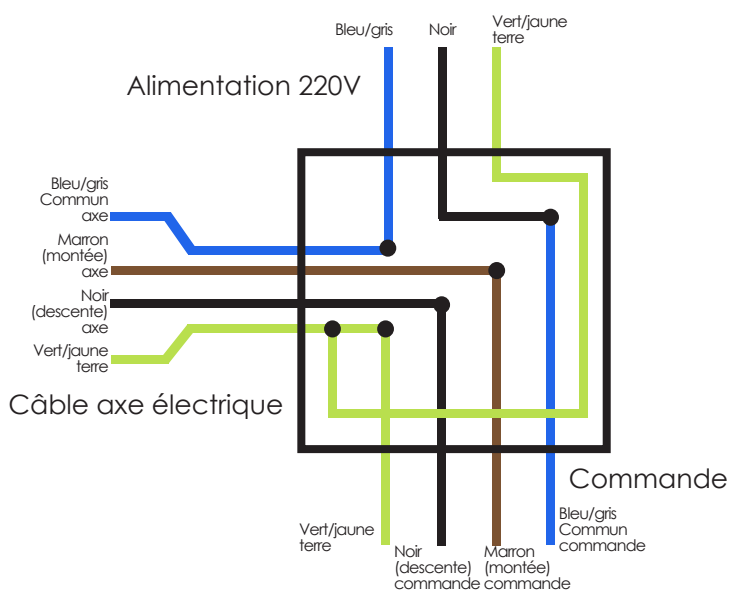 Bleu/gris
Noir
Vert/jaune
terre
Alimentation 220V
Bleu/gris
Commun
axe
Marron
(montée)
axe
Noir
(descente)
axe
Vert/jaune
terre
Câble axe électrique
Commande
Vert/jaune
terre
Noir
(descente)
commande
Marron
(montée)
commande
Bleu/gris
Commun
commande